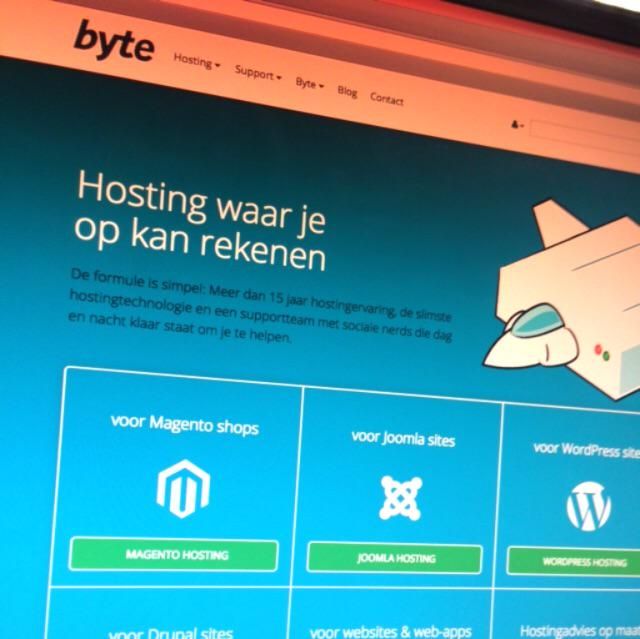 byte
Hosting Support Byte Blog Contact
Hosting waar je
op kan rekenen
De formule is simpel: Meer dan 15 jaar hostingervaring, de slimste
hostingtechnologie en een supportteam met sociale nerds die dag
en nacht klaar staat om je te helpen.
voor Magento shops
voor Joomla sites
voor WordPress site
MAGENTO HOSTING
JOOMLA HOSTING
WORDPRESS HOSTING
voor Drupal sites
voor websites & web-apps
Hostingadvies op maat